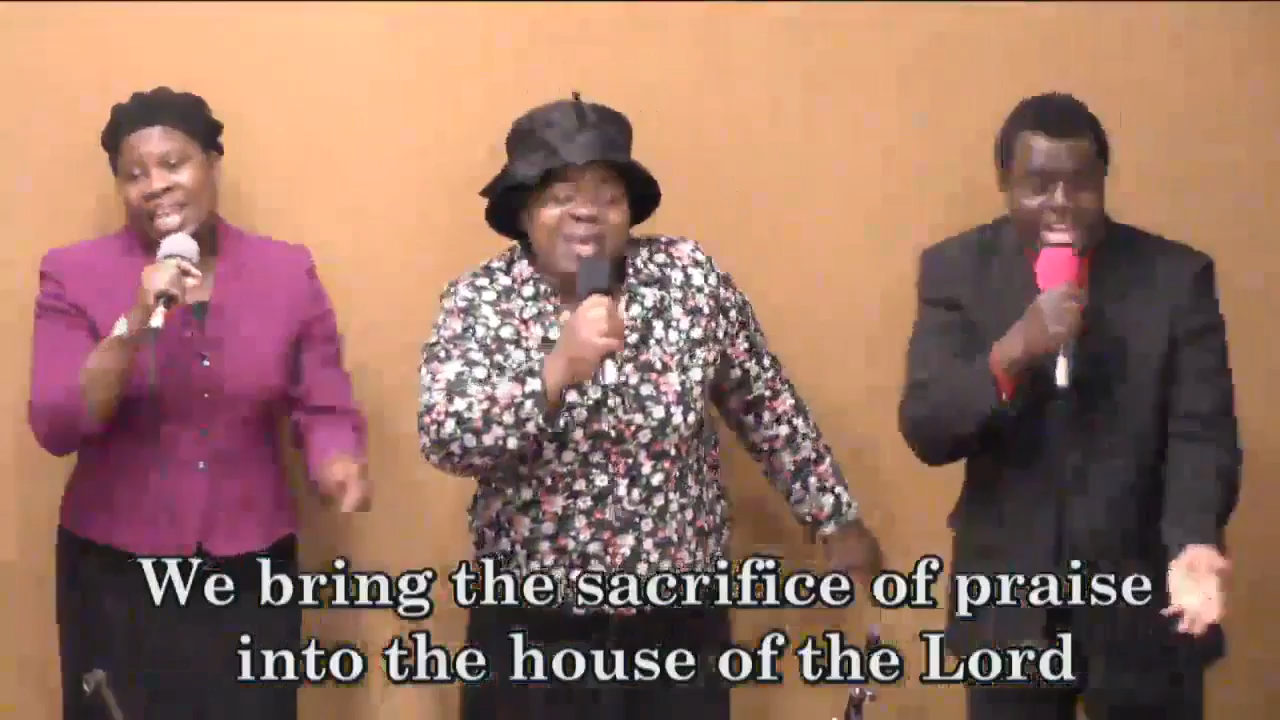 We bring the sacrifice of praise
into the house of the Lord